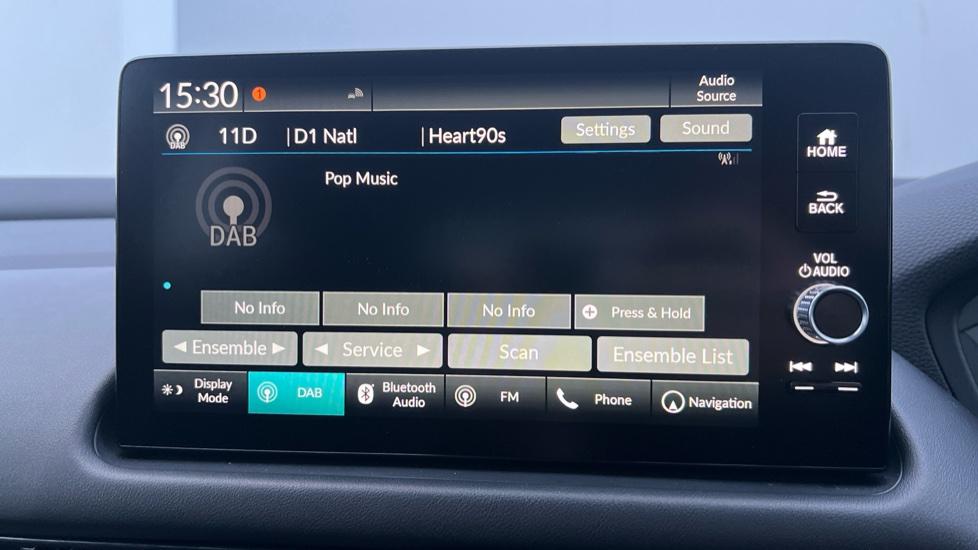 15:30 1 Audio Source
DAB 11D |D1 Natl |Heart90s Settings Sound
Pop Music
DAB
No Info No Info No Info Press & Hold
Ensemble Service Scan Ensemble List
Display Mode DAB Bluetooth Audio FM Phone Navigation
HOME
BACK
VOL
AUDIO